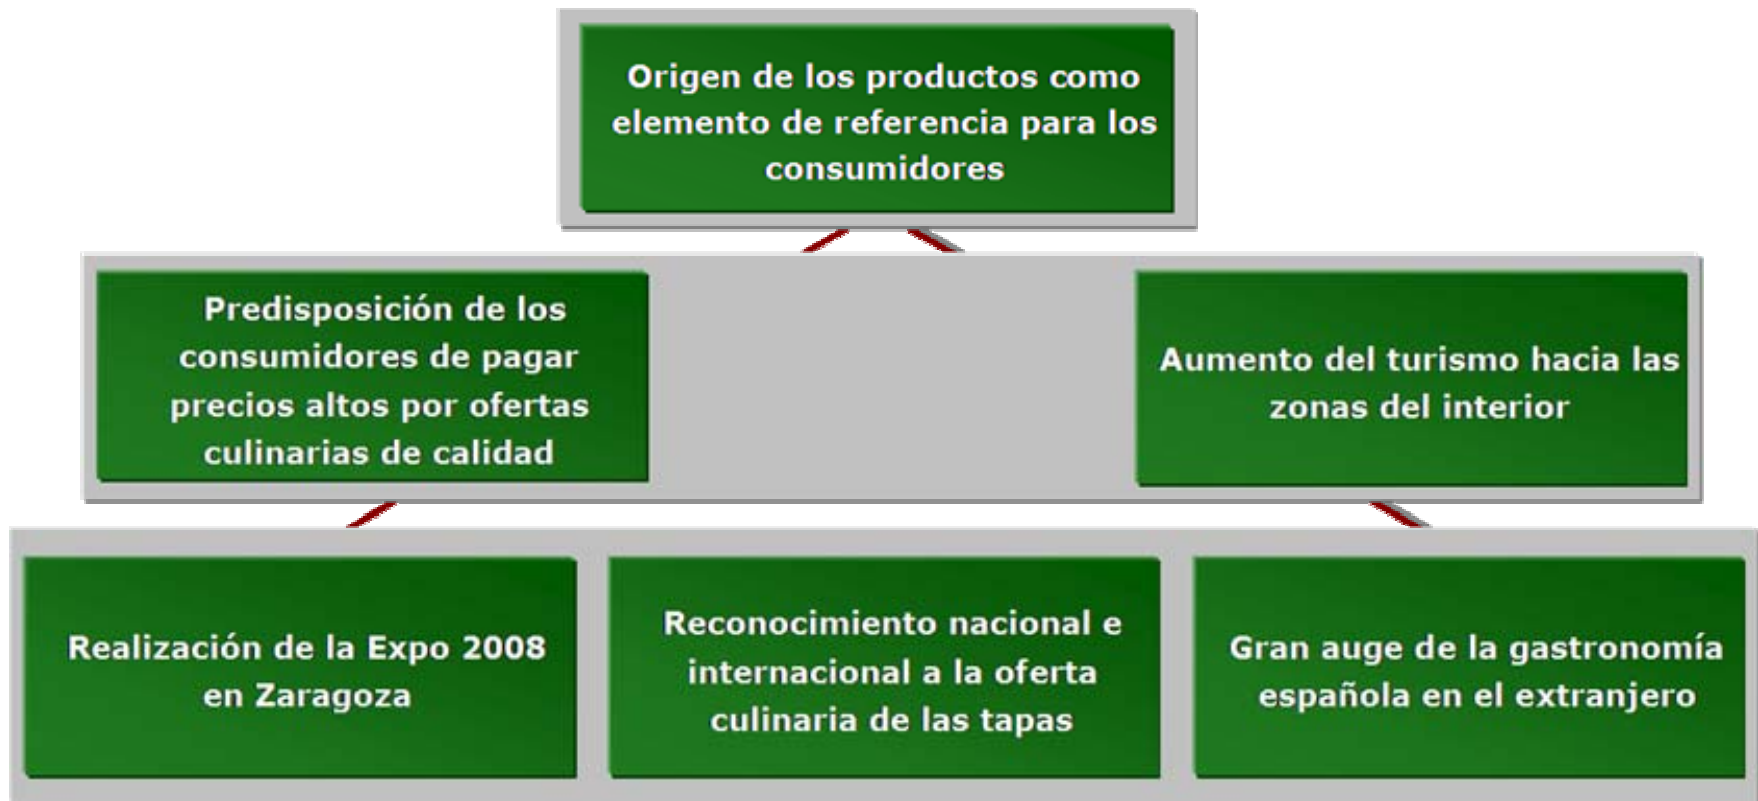 Origen de los productos como
elemento de referencia para los
consumidores
Predisposición de los
consumidores de pagar
precios altos por ofertas
culinarias de calidad
Aumento del turismo hacia las
zonas del interior
Realización de la Expo 2008
en Zaragoza
Reconocimiento nacional e
internacional a la oferta
culinaria de las tapas
Gran auge de la gastronomía
española en el extranjero